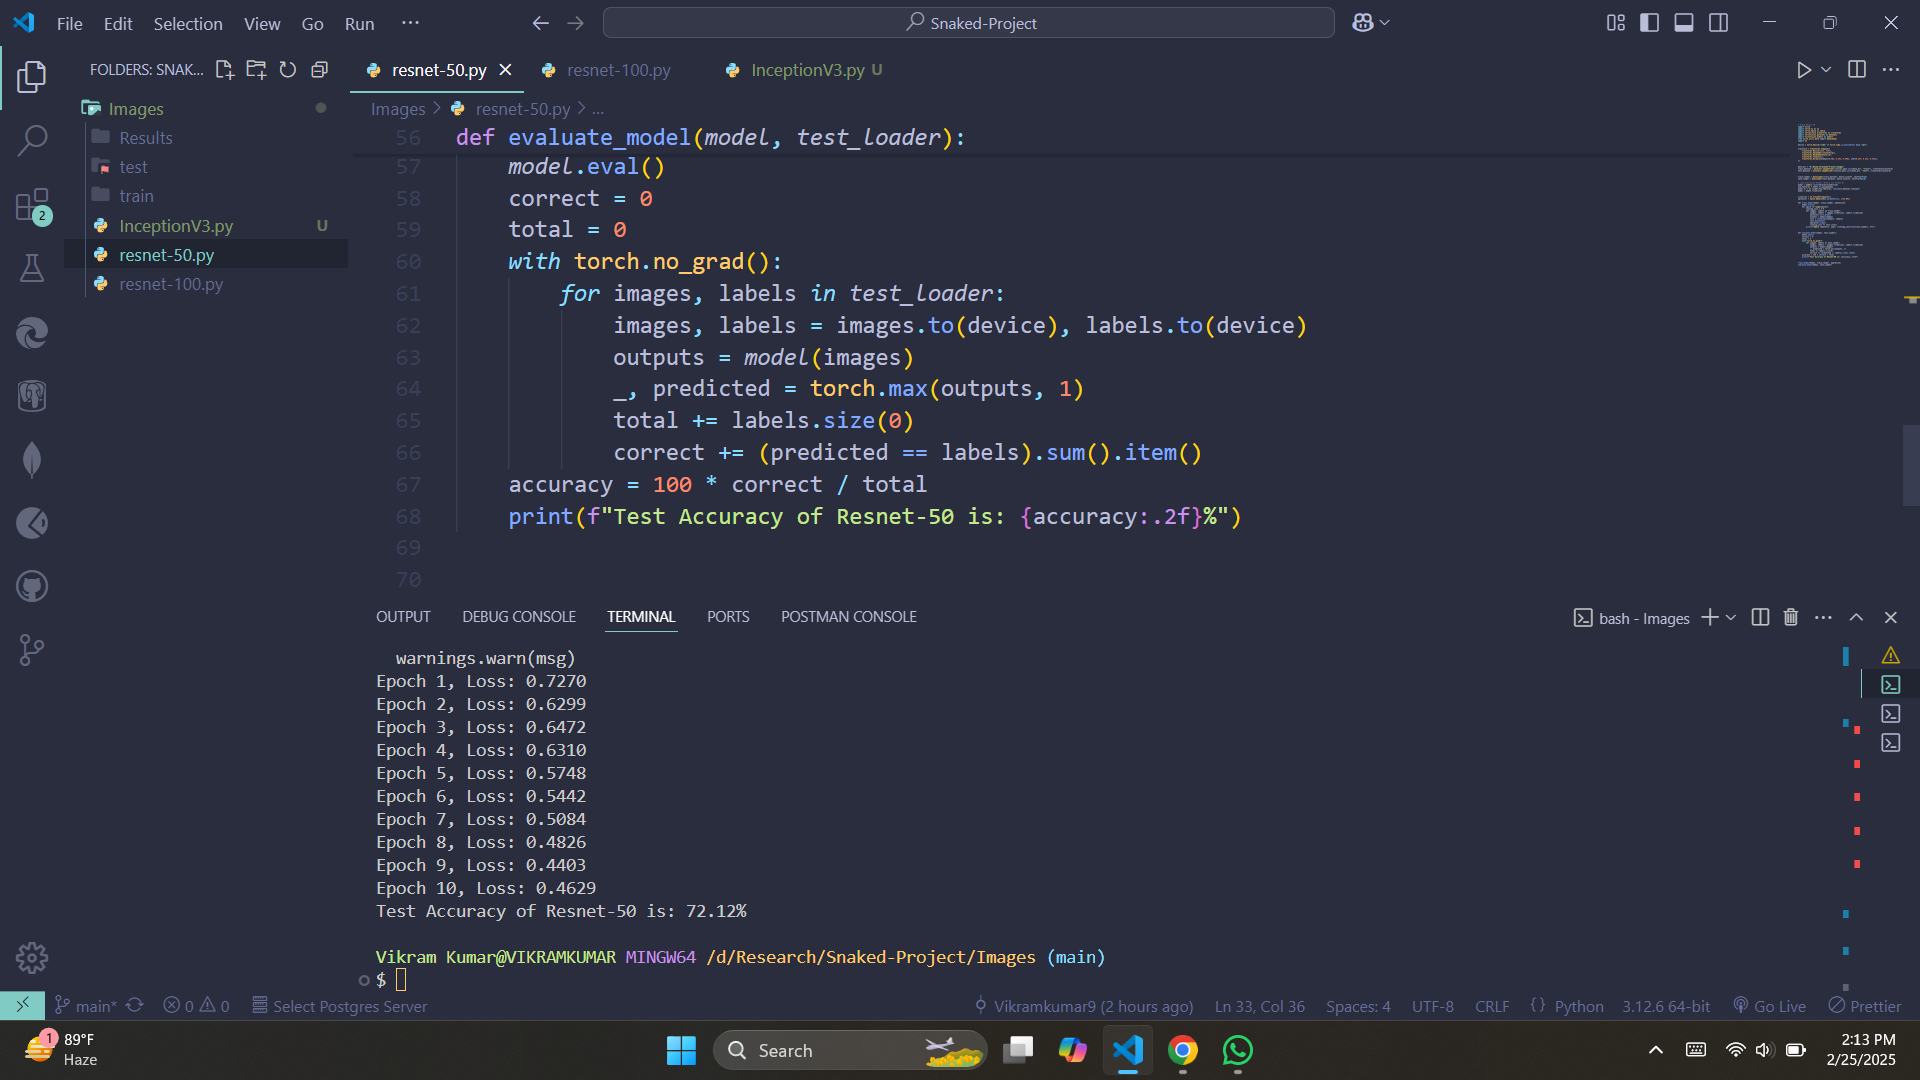 File Edit Selection View Go Run ···
Snaked-Project
FOLDERS: SNAK...
resnet-50.py
resnet-100.py
InceptionV3.py U
Images
Results
test
train
InceptionV3.py U
resnet-50.py
resnet-100.py
2
Images > resnet-50.py > ...
56 def evaluate_model(model, test_loader):
57 model.eval()
58 correct = 0
59 total = 0
60 with torch.no_grad():
61 for images, labels in test_loader:
62 images, labels = images.to(device), labels.to(device)
63 outputs = model(images)
64 _, predicted = torch.max(outputs, 1)
65 total += labels.size(0)
66 correct += (predicted == labels).sum().item()
67 accuracy = 100 * correct / total
68 print(f"Test Accuracy of Resnet-50 is: {accuracy:.2f}%")
69
70
OUTPUT DEBUG CONSOLE TERMINAL PORTS POSTMAN CONSOLE
bash - Images
warnings.warn(msg)
Epoch 1, Loss: 0.7270
Epoch 2, Loss: 0.6299
Epoch 3, Loss: 0.6472
Epoch 4, Loss: 0.6310
Epoch 5, Loss: 0.5748
Epoch 6, Loss: 0.5442
Epoch 7, Loss: 0.5084
Epoch 8, Loss: 0.4826
Epoch 9, Loss: 0.4403
Epoch 10, Loss: 0.4629
Test Accuracy of Resnet-50 is: 72.12%
Vikram Kumar@VIKRAMKUMAR MINGW64 /d/Research/Snaked-Project/Images (main)
$
main* 0 0 Select Postgres Server Vikramkumar9 (2 hours ago) Ln 33, Col 36 Spaces: 4 UTF-8 CRLF {} Python 3.12.6 64-bit Go Live Prettier
1
89°F
Haze
Search
2:13 PM
2/25/2025